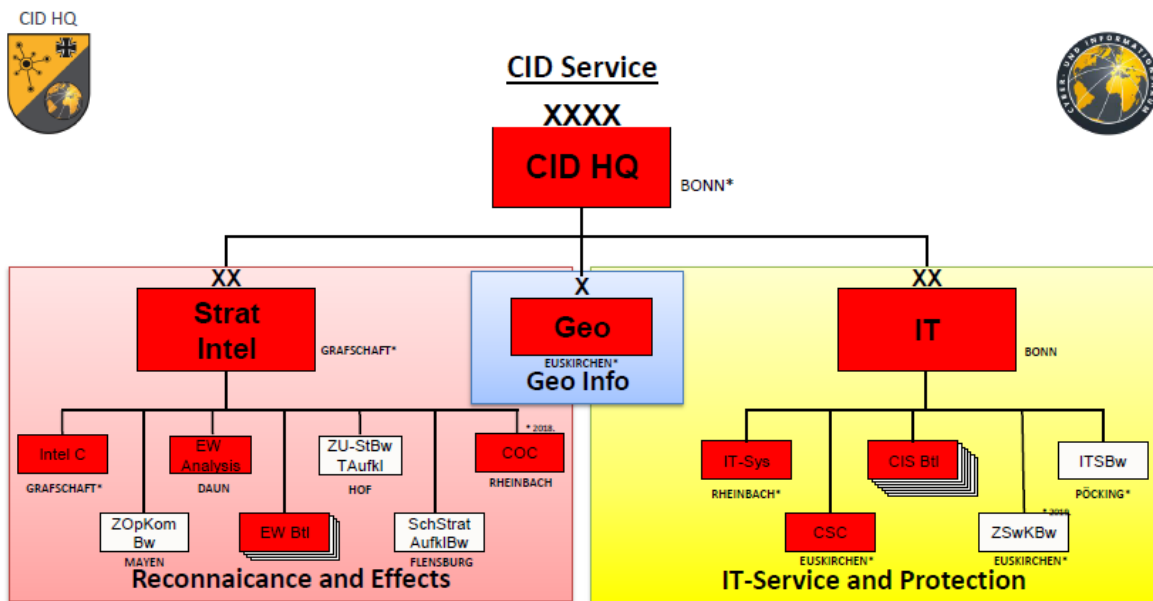 CID HQ
CID Service
XXXX
CID HQ
BONN*
CYBER- UND INFORMATIONSRAUM
XX
Strat
Intel
GRAFSCHAFT*
X
Geo
EUSKIRCHEN*
Geo Info
XX
IT
BONN
Intel C
GRAFSCHAFT*
EW
Analysis
DAUN
ZU-StBw
TAufkl
HOF
* 2018.
COC
RHEINBACH
ZOpKom
Bw
MAYEN
EW Btl
SchStrat
AufklBw
FLENSBURG
Reconnaicance and Effects
IT-Sys
RHEINBACH*
CIS Btl
ITSBw
PÖCKING*
CSC
EUSKIRCHEN*
* 2019.
ZSwKBw
EUSKIRCHEN*
IT-Service and Protection